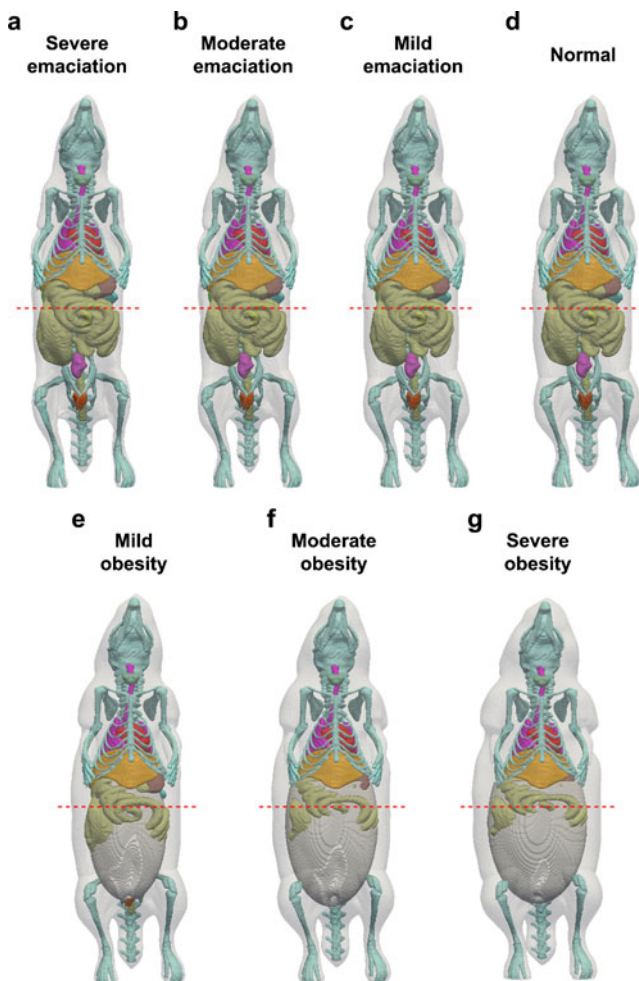 a
Severe
emaciation
b
Moderate
emaciation
c
Mild
emaciation
d
Normal
e
Mild
obesity
f
Moderate
obesity
g
Severe
obesity